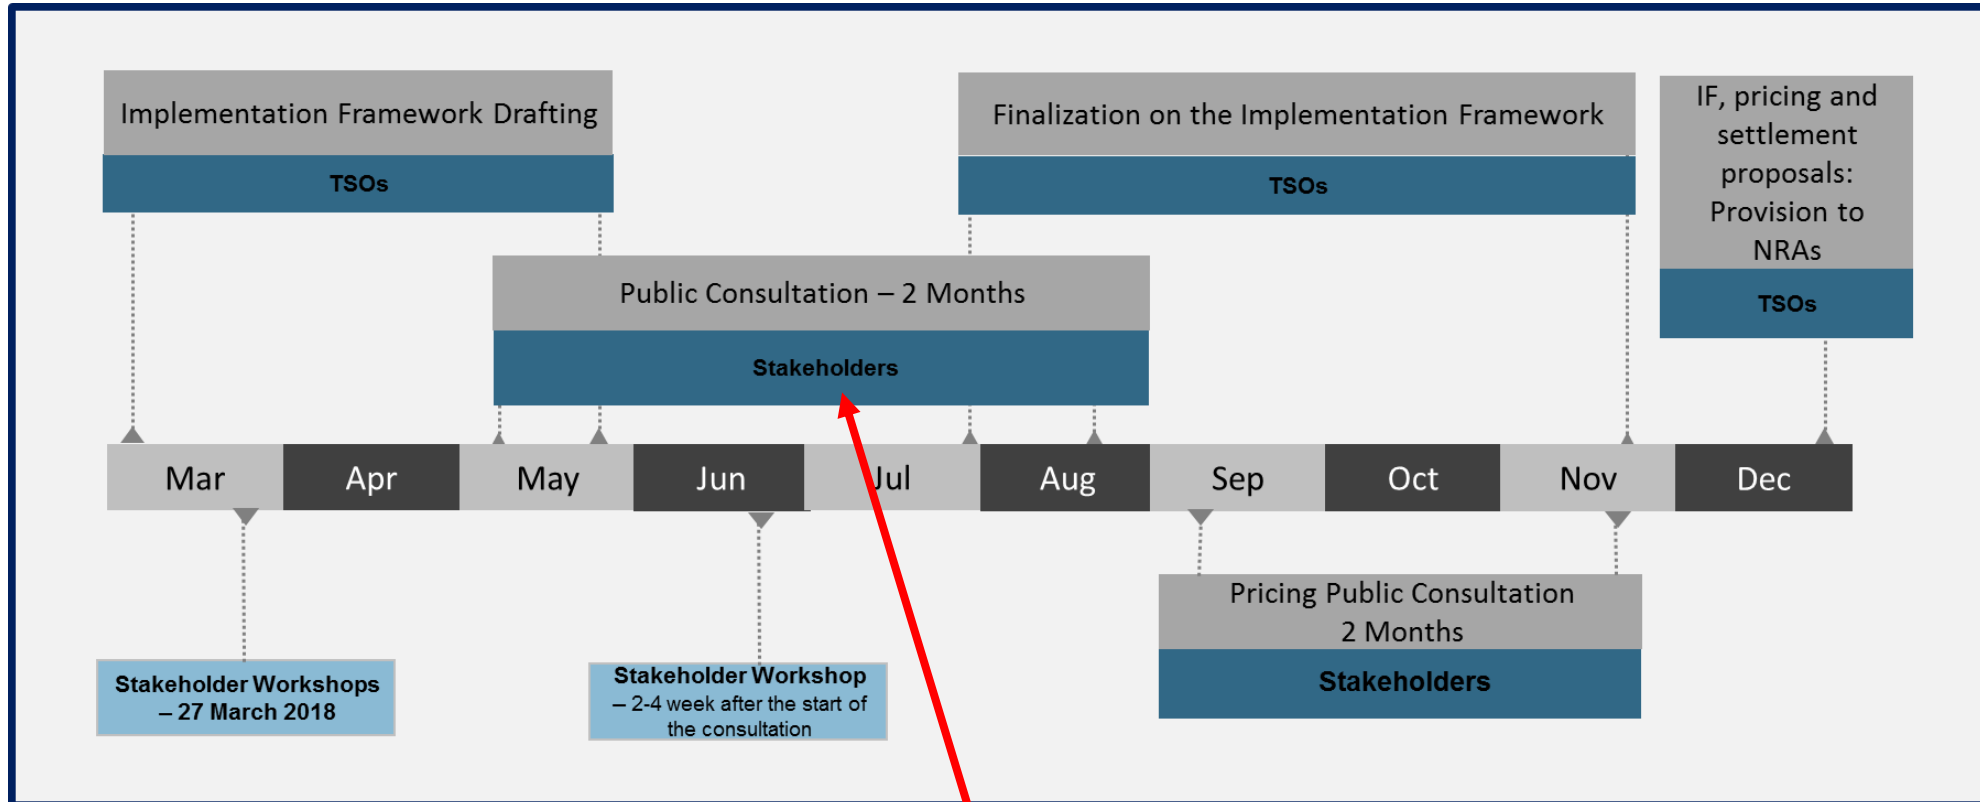 Implementation Framework Drafting
TSOs
Finalization on the Implementation Framework
TSOs
IF, pricing and
settlement
proposals:
Provision to
NRAs
TSOs
Public Consultation – 2 Months
Stakeholders
Mar Apr May Jun Jul Aug Sep Oct Nov Dec
Pricing Public Consultation
2 Months
Stakeholders
Stakeholder Workshops
– 27 March 2018
Stakeholder Workshop
– 2-4 week after the start of
the consultation